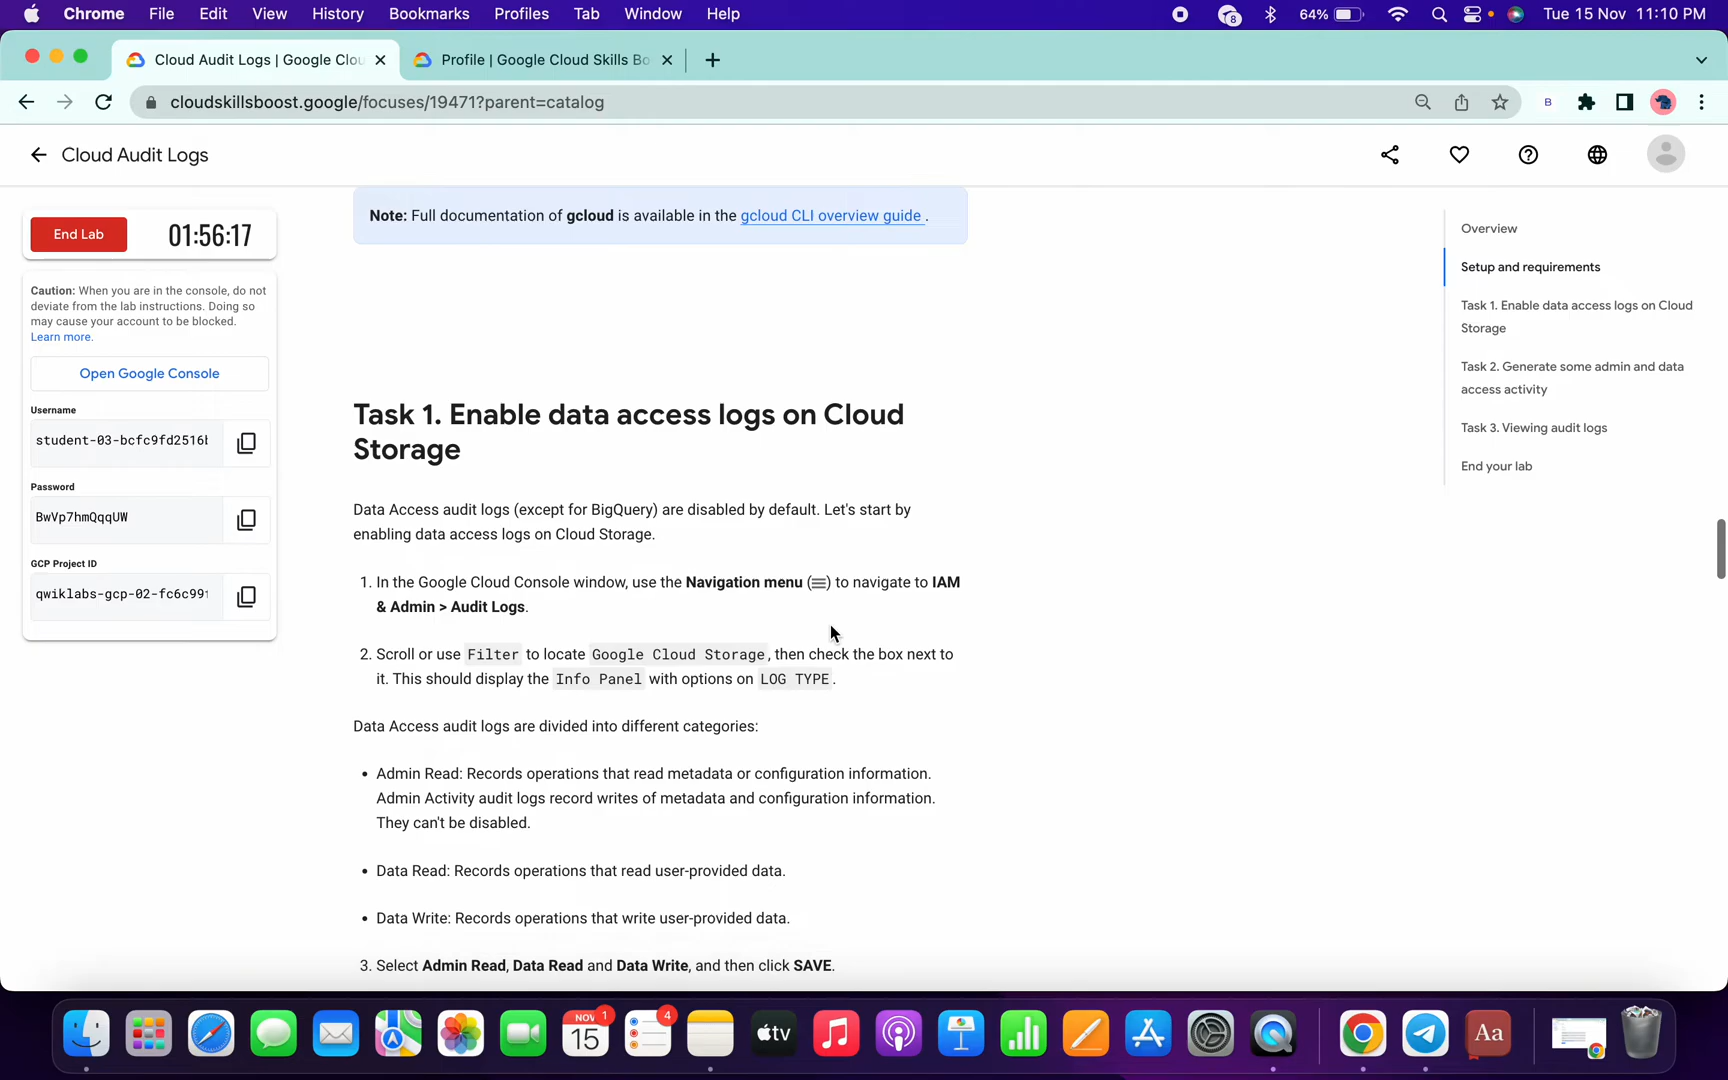 Chrome File Edit View History Bookmarks Profiles Tab Window Help 8 64% Tue 15 Nov 11:10 PM
Cloud Audit Logs | Google Clou Profile | Google Cloud Skills Bo
cloudskillsboost.google/focuses/19471?parent=catalog B
Cloud Audit Logs
End Lab 01:56:17
Caution: When you are in the console, do not
deviate from the lab instructions. Doing so
may cause your account to be blocked.
Learn more.
Open Google Console
Username
student-03-bcfc9fd2516b
Password
BwVp7hmQqqUW
GCP Project ID
qwiklabs-gcp-02-fc6c99
Note: Full documentation of gcloud is available in the gcloud CLI overview guide .
Task 1. Enable data access logs on Cloud
Storage
Data Access audit logs (except for BigQuery) are disabled by default. Let's start by
enabling data access logs on Cloud Storage.
1. In the Google Cloud Console window, use the Navigation menu (≡) to navigate to IAM
& Admin > Audit Logs.
2. Scroll or use Filter to locate Google Cloud Storage, then check the box next to
it. This should display the Info Panel with options on LOG TYPE.
Data Access audit logs are divided into different categories:
• Admin Read: Records operations that read metadata or configuration information.
Admin Activity audit logs record writes of metadata and configuration information.
They can't be disabled.
• Data Read: Records operations that read user-provided data.
• Data Write: Records operations that write user-provided data.
3. Select Admin Read, Data Read and Data Write, and then click SAVE.
Overview
Setup and requirements
Task 1. Enable data access logs on Cloud
Storage
Task 2. Generate some admin and data
access activity
Task 3. Viewing audit logs
End your lab
NOV 1
15
4
tv
Aa